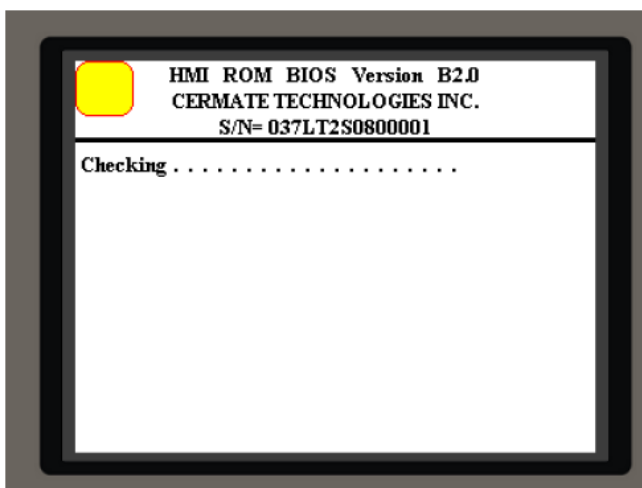 HMI ROM BIOS Version B2.0
CERMATE TECHNOLOGIES INC.
S/N= 037LT2S0800001
Checking . . . . . . . . . . . . . . . . . . . .